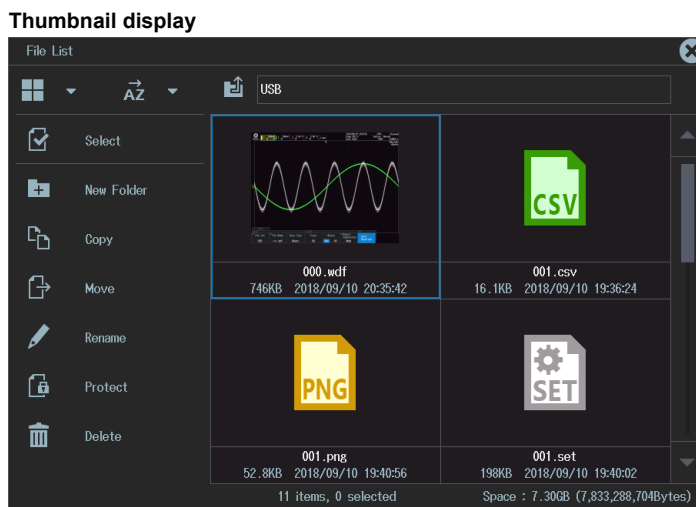 Thumbnail display
File List
AZ
USB
Select
New Folder
Copy
Move
Rename
Protect
Delete
CSV
000.wdf
746KB 2018/09/10 20:35:42
001.csv
16.1KB 2018/09/10 19:36:24
PNG
SET
001.png
52.8KB 2018/09/10 19:40:56
001.set
198KB 2018/09/10 19:40:02
11 items, 0 selected
Space : 7.30GB (7,833,288,704Bytes)